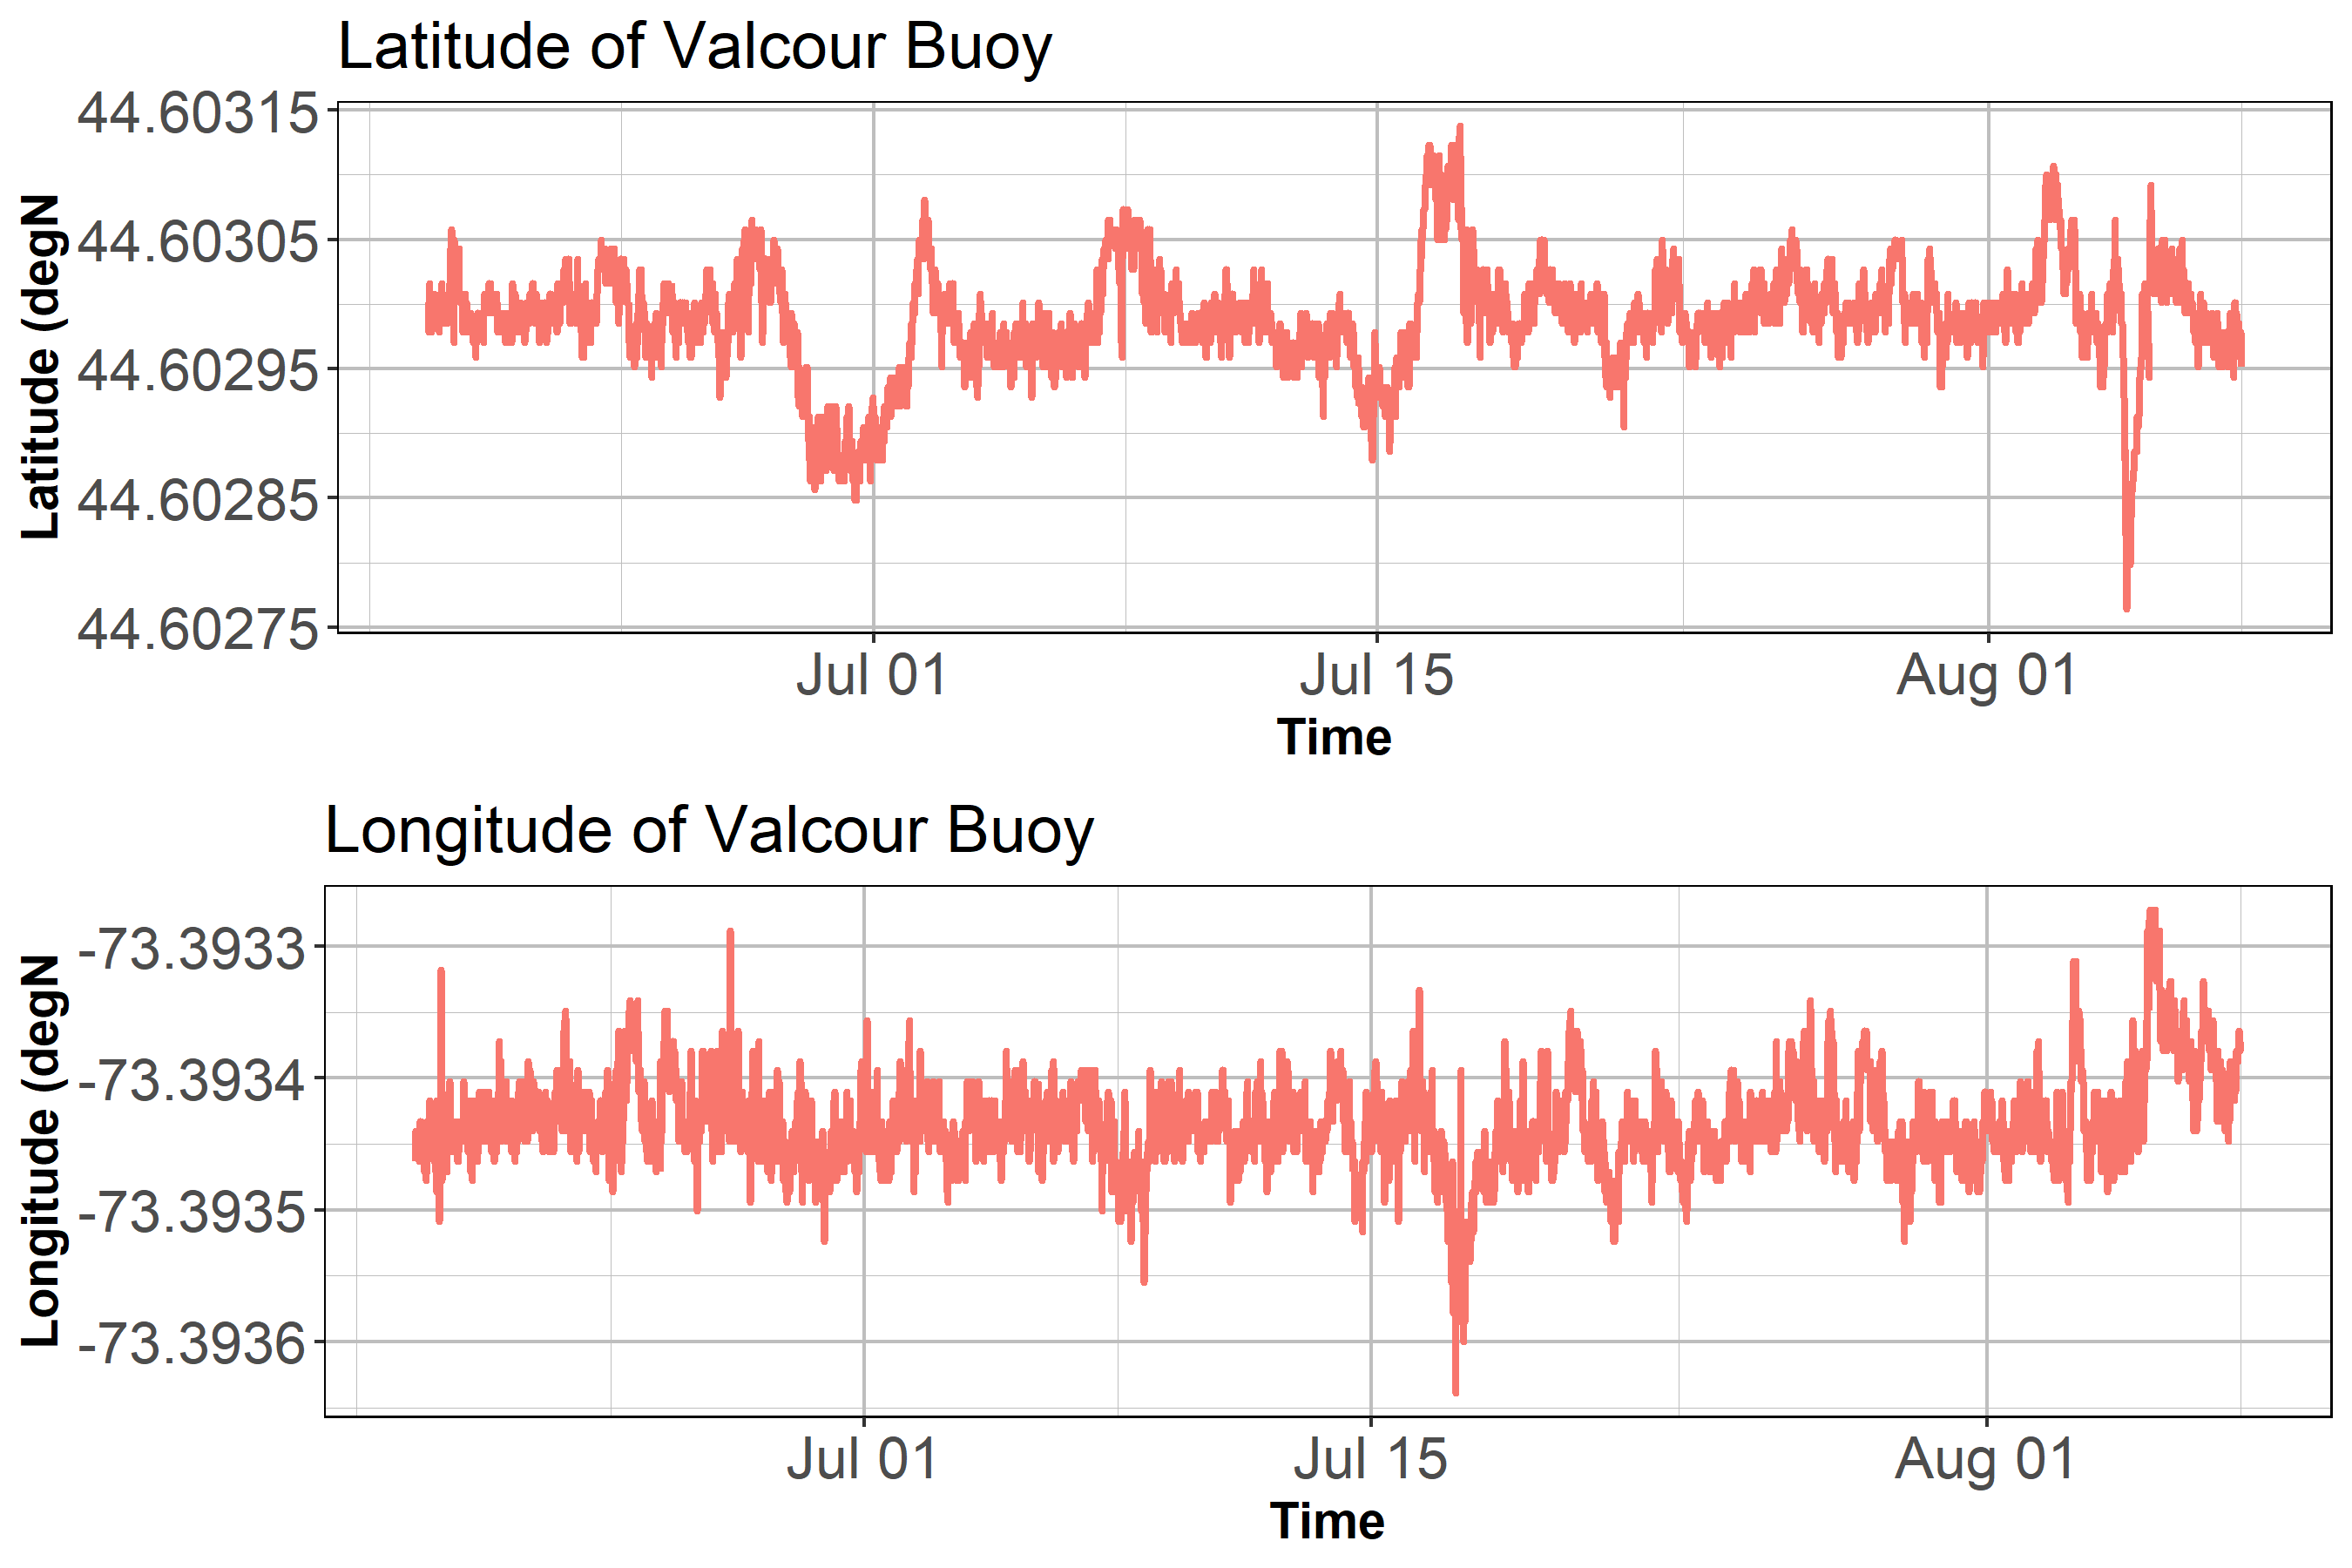 Latitude of Valcour Buoy
44.60315
44.60305
44.60295
44.60285
44.60275
Latitude (degN
Jul 01 Jul 15 Aug 01
Time
Longitude of Valcour Buoy
-73.3933
-73.3934
-73.3935
-73.3936
Longitude (degN
Jul 01 Jul 15 Aug 01
Time